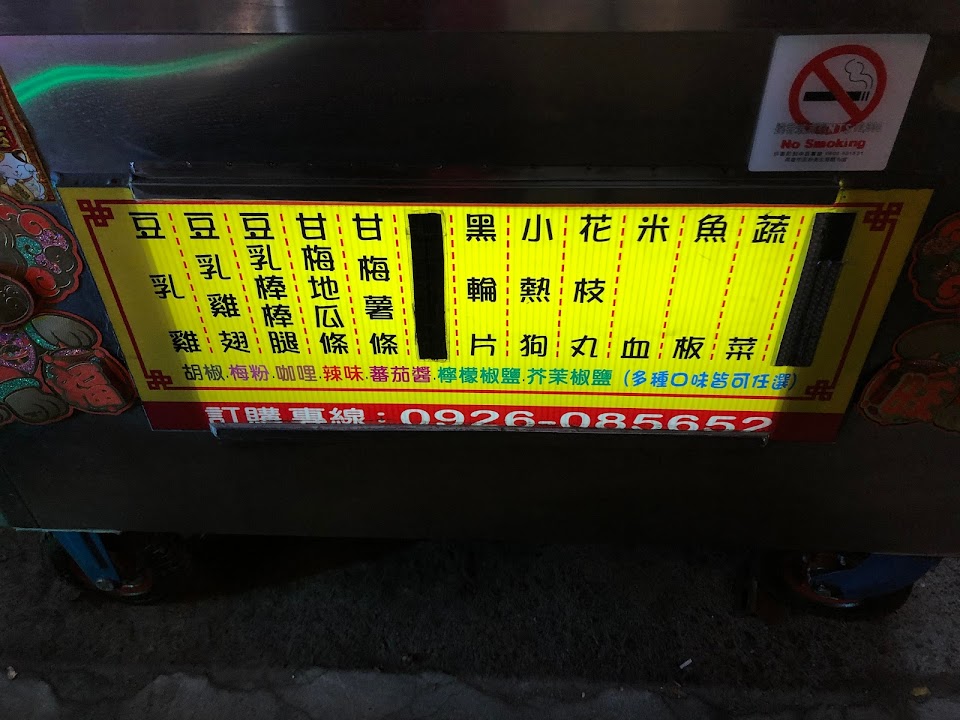 No Smoking
豆乳雞
豆乳雞翅
豆乳棒棒腿
甘梅地瓜條
甘梅薯條
黑輪片
小熱狗
花枝丸
米血
魚板
蔬菜
胡椒.梅粉.咖哩.辣味.蕃茄醬.檸檬椒鹽.芥茉椒鹽(多種口味皆可任選)
訂購專線:0926-085652